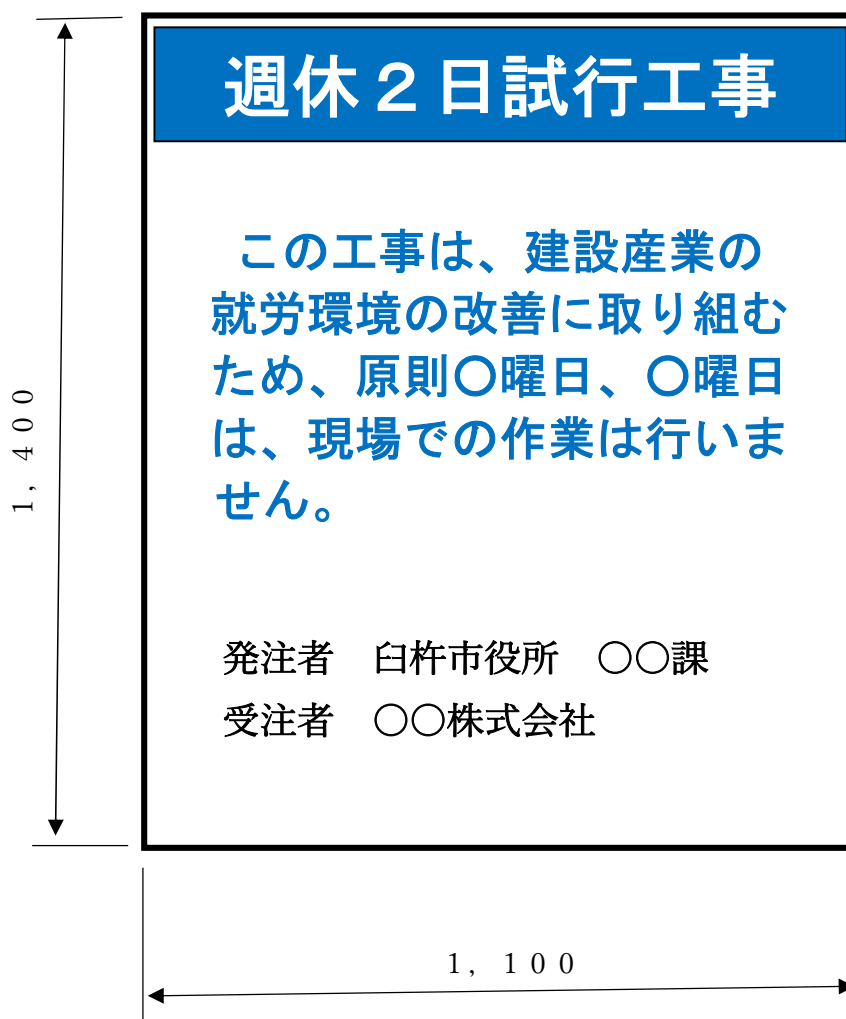 週休２日試行工事
この工事は、建設産業の
就労環境の改善に取り組む
ため、原則〇曜日、〇曜日
は、現場での作業は行いま
せん。
発注者　臼杵市役所　〇〇課
受注者　〇〇株式会社
1,400
1,100